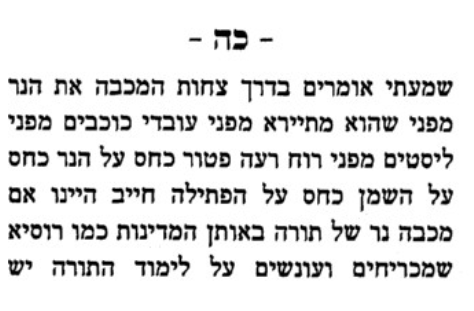 - כה -
שמעתי אומרים בדרך צחות המכבה את הנר
מפני שהוא מתיירא מפני עובדי כוכבים מפני
ליסטים מפני רוח רעה פטור כחס על הנר כחס
על השמן כחס על הפתילה חייב היינו אם
מכבה נר של תורה באותן המדינות כמו רוסיא
שמכריחים ועונשים על לימוד התורה יש